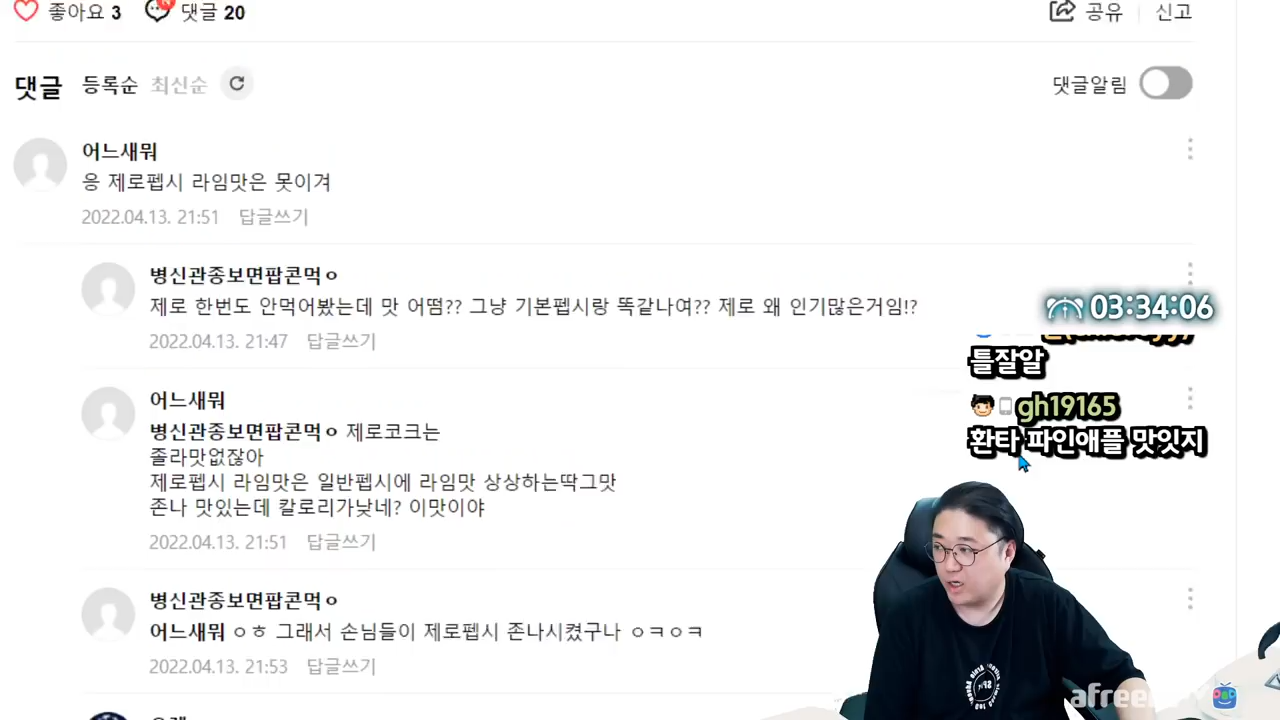 좋아요 3 댓글 20
공유 신고
댓글 등록순 최신순
댓글알림
어느새뭐
응 제로펩시 라임맛은 못이겨
2022.04.13. 21:51 답글쓰기
병신관종보면팝콘먹ㅇ
제로 한번도 안먹어봤는데 맛 어떰?? 그냥 기본펩시랑 똑같나여?? 제로 왜 인기많은거임!?
2022.04.13. 21:47 답글쓰기
어느새뭐
병신관종보면팝콘먹ㅇ 제로코크는
졸라맛없잖아
제로펩시 라임맛은 일반펩시에 라임맛 상상하는딱그맛
존나 맛있는데 칼로리가낮네? 이맛이야
2022.04.13. 21:51 답글쓰기
병신관종보면팝콘먹ㅇ
어느새뭐 ㅇㅎ 그래서 손님들이 제로펩시 존나시켰구나 ㅇㅋㅇㅋ
2022.04.13. 21:53 답글쓰기
03:34:06
틀잘알
gh19165
환타 파인애플 맛잇지